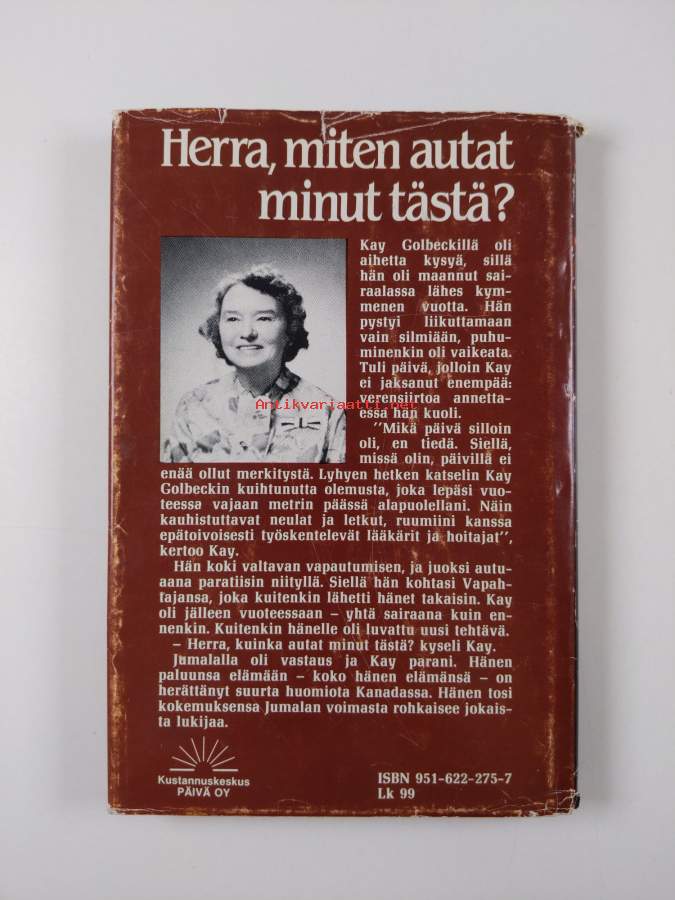 Herra, miten autat
minut tästä?
Kay Golbeckillä oli
aihetta kysyä, sillä
hän oli maannut sai-
raalassa lähes kym-
menen vuotta. Hän
pystyi liikuttamaan
vain silmiään, puhu-
minenkin oli vaikeata.
Tuli päivä, jolloin Kay
ei jaksanut enempää:
Antikvariaatti.net
verensiirtoa annetta-
essa hän kuoli.
"Mikä päivä silloin
oli, en tiedä. Siellä,
missä olin, päivillä ei
enää ollut merkitystä. Lyhyen hetken katselin Kay
Golbeckin kuihtunutta olemusta, joka lepäsi vuo-
teessa vajaan metrin päässä alapuolellani. Näin
kauhistuttavat neulat ja letkut, ruumiini kanssa
epätoivoisesti työskentelevät lääkärit ja hoitajat",
kertoo Kay.
Hän koki valtavan vapautumisen, ja juoksi autu-
aana paratiisin niityllä. Siellä hän kohtasi Vapah-
tajansa, joka kuitenkin lähetti hänet takaisin. Kay
oli jälleen vuoteessaan – yhtä sairaana kuin en-
nenkin. Kuitenkin hänelle oli luvattu uusi tehtävä.
– Herra, kuinka autat minut tästä? kyseli Kay.
Jumalalla oli vastaus ja Kay parani. Hänen
paluunsa elämään – koko hänen elämänsä – on
herättänyt suurta huomiota Kanadassa. Hänen tosi
kokemuksensa Jumalan voimasta rohkaisee jokais-
ta lukijaa.
Kustannuskeskus
PÄIVÄ OY
ISBN 951-622-275-7
Lk 99